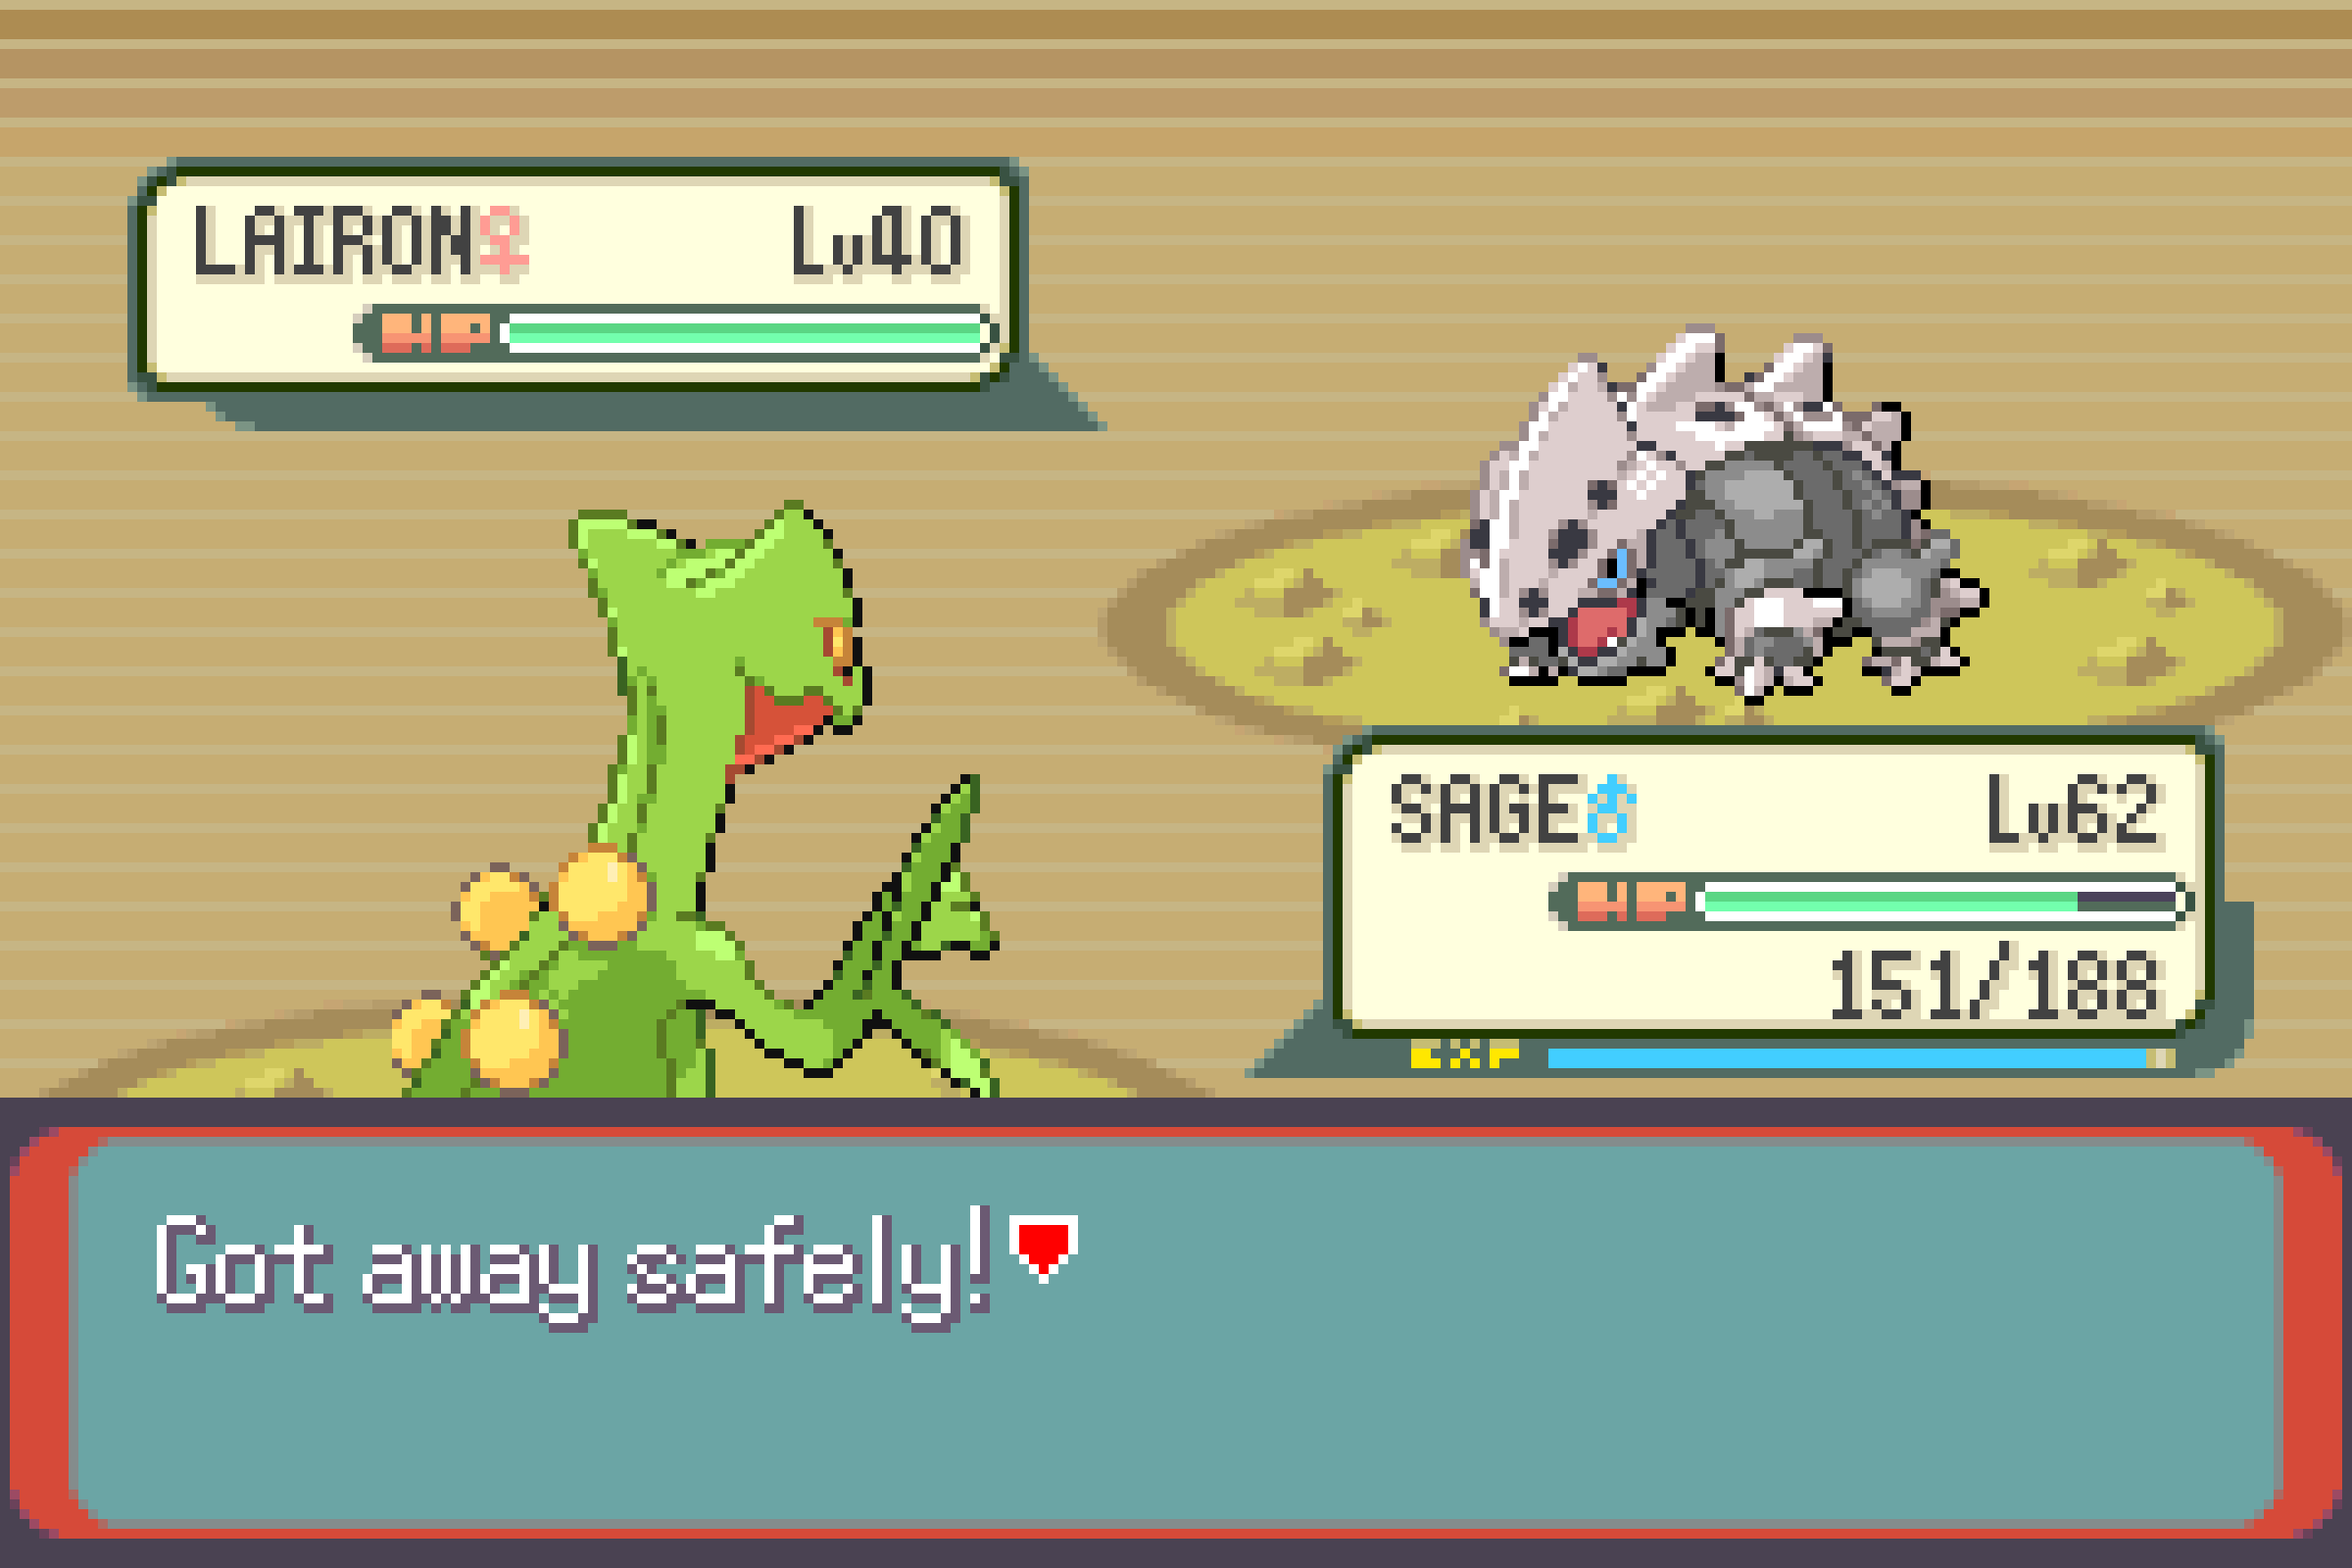 LAIRON♀ Lv40
HP
SAGE♂ Lv62
HP
151/188
EXP
Got away safely!